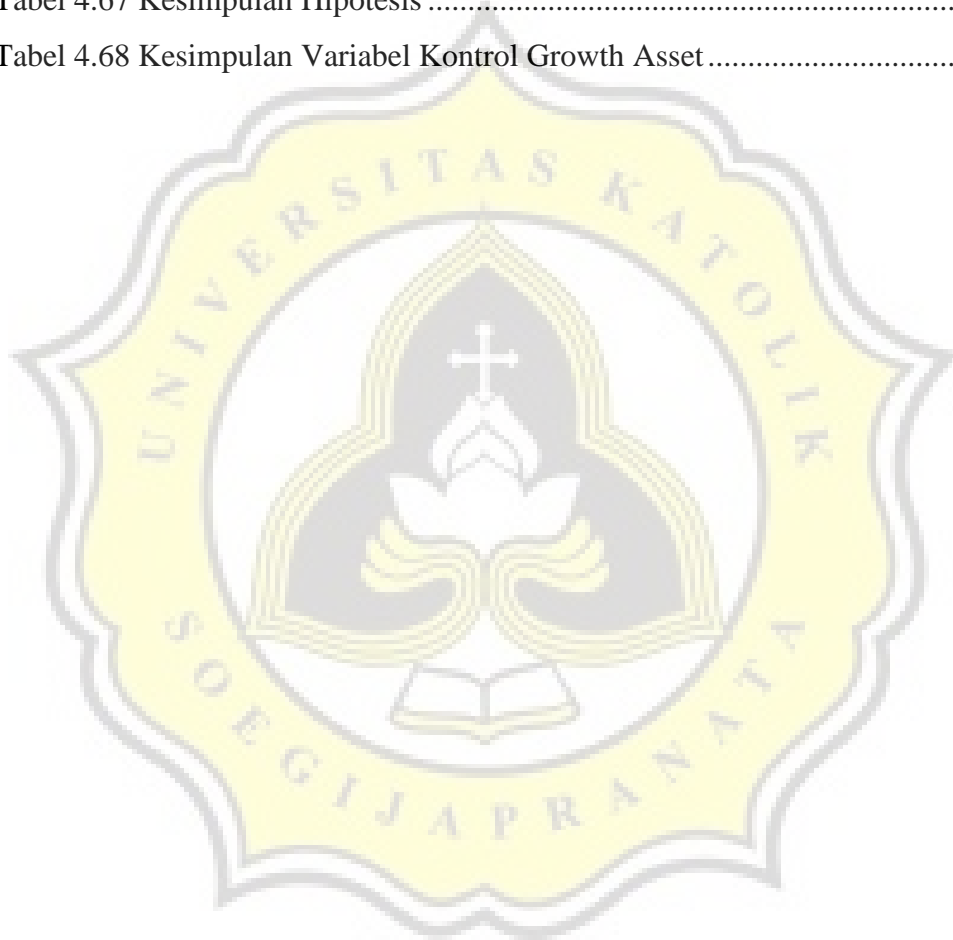 Tabel 4.67 Kesimpulan Hipotesis ....................................................................
Tabel 4.68 Kesimpulan Variabel Kontrol Growth Asset ...............................
UNIVERSITAS KATOLIK
SOEGIJAPRANATA